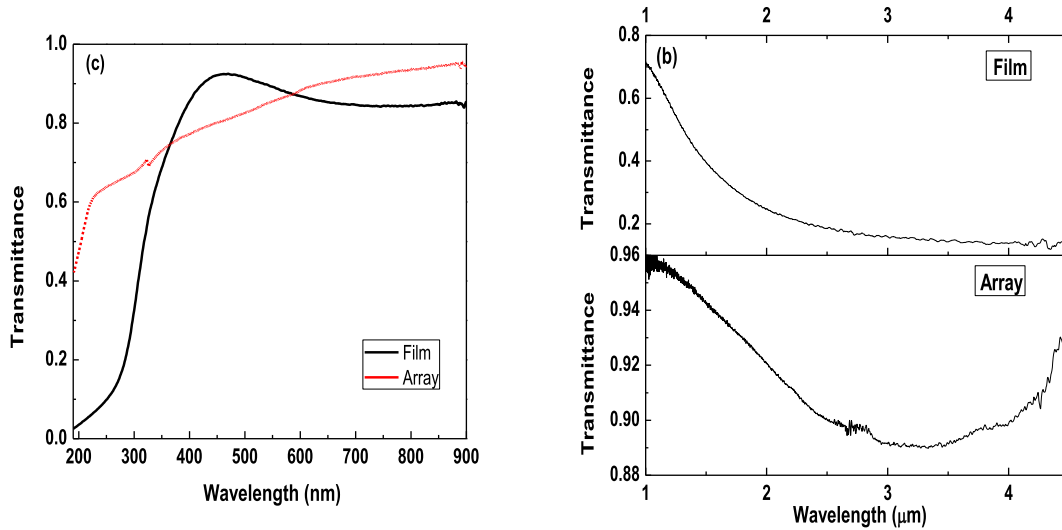 (c)
1.0
0.8
0.6
0.4
0.2
0.0
Transmittance
Film
Array
200 300 400 500 600 700 800 900
Wavelength (nm)
1 2 3 4
(b)
Film
0.8
0.6
0.4
0.2
Transmittance
0.96
0.94
0.92
0.90
0.88
Transmittance
Array
1 2 3 4
Wavelength (μm)